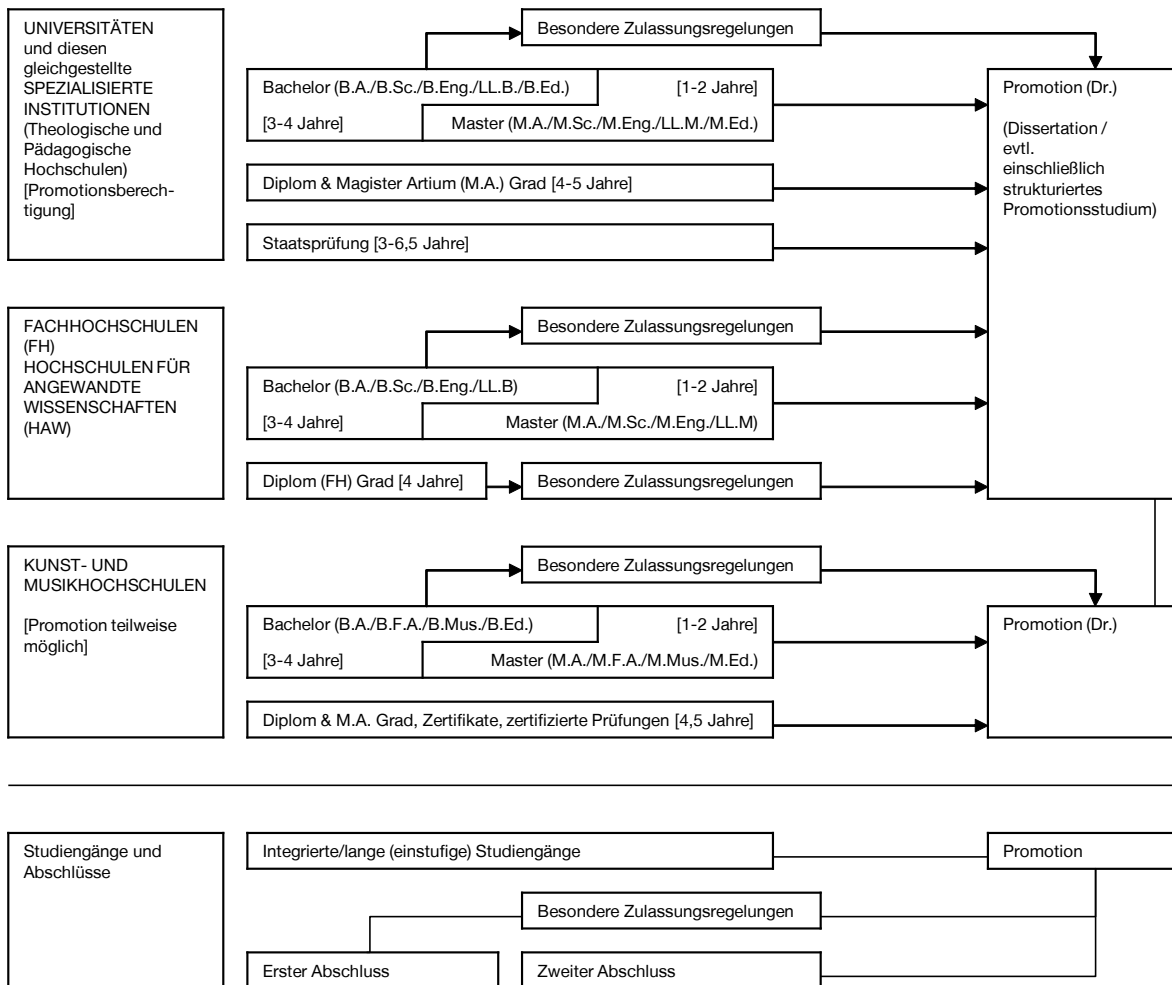 UNIVERSITÄTEN
und diesen
gleichgestellte
SPEZIALISIERTE
INSTITUTIONEN
(Theologische und
Pädagogische
Hochschulen)
[Promotionsberech-
tigung]
Besondere Zulassungsregelungen
Bachelor (B.A./B.Sc./B.Eng./LL.B./B.Ed.)
[1-2 Jahre]
[3-4 Jahre]
Master (M.A./M.Sc./M.Eng./LL.M./M.Ed.)
Diplom & Magister Artium (M.A.) Grad [4-5 Jahre]
Staatsprüfung [3-6,5 Jahre]
Promotion (Dr.)
(Dissertation /
evtl.
einschließlich
strukturiertes
Promotionsstudium)
FACHHOCHSCHULEN
(FH)
HOCHSCHULEN FÜR
ANGEWANDTE
WISSENSCHAFTEN
(HAW)
Besondere Zulassungsregelungen
Bachelor (B.A./B.Sc./B.Eng./LL.B)
[1-2 Jahre]
[3-4 Jahre]
Master (M.A./M.Sc./M.Eng./LL.M)
Diplom (FH) Grad [4 Jahre]
Besondere Zulassungsregelungen
KUNST- UND
MUSIKHOCHSCHULEN
[Promotion teilweise
möglich]
Besondere Zulassungsregelungen
Bachelor (B.A./B.F.A./B.Mus./B.Ed.)
[1-2 Jahre]
[3-4 Jahre]
Master (M.A./M.F.A./M.Mus./M.Ed.)
Diplom & M.A. Grad, Zertifikate, zertifizierte Prüfungen [4,5 Jahre]
Promotion (Dr.)
Studiengänge und
Abschlüsse
Integrierte/lange (einstufige) Studiengänge
Promotion
Besondere Zulassungsregelungen
Erster Abschluss
Zweiter Abschluss